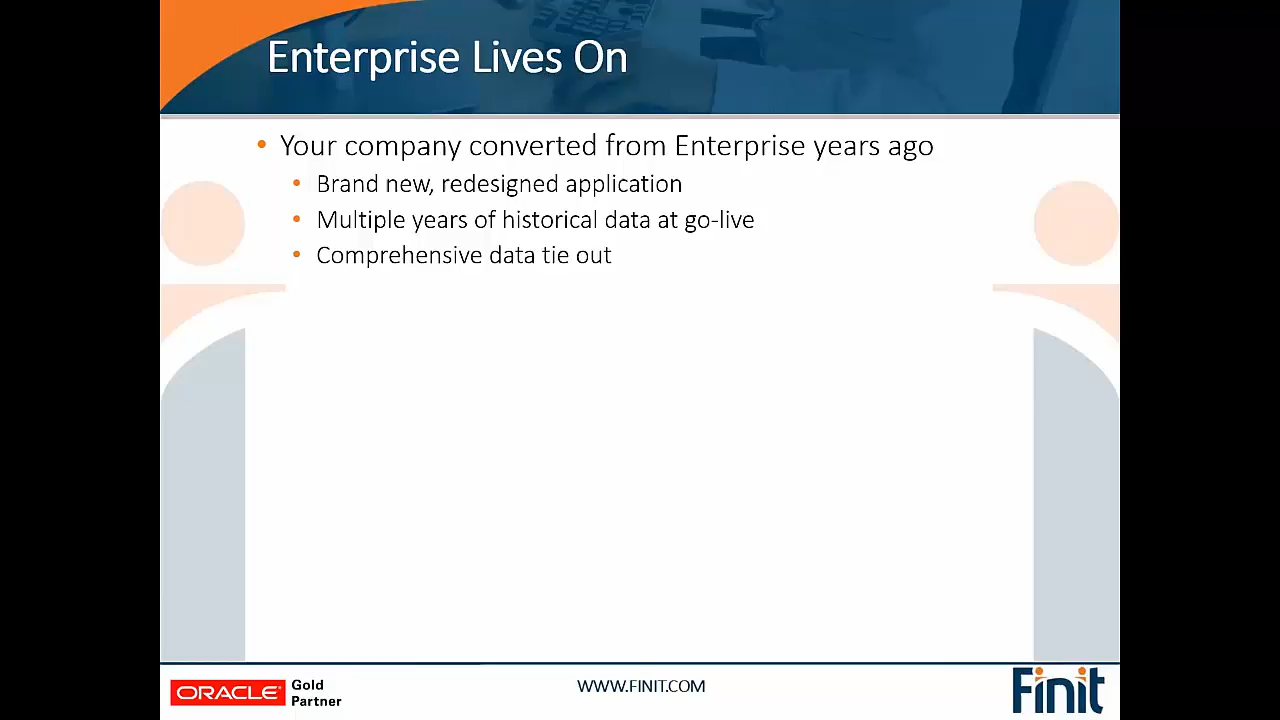 Enterprise Lives On
• Your company converted from Enterprise years ago
• Brand new, redesigned application
• Multiple years of historical data at go-live
• Comprehensive data tie out
ORACLE® Gold
Partner
WWW.FINIT.COM
Finit